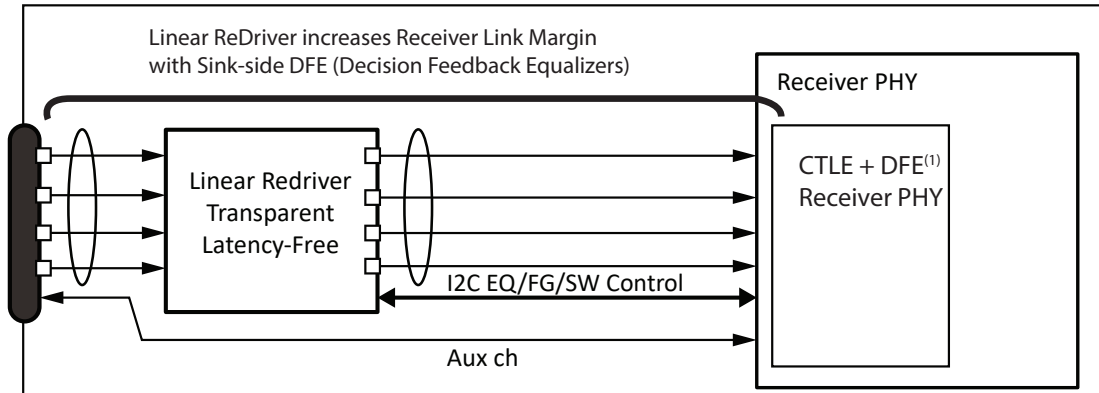 Linear ReDriver increases Receiver Link Margin
with Sink-side DFE (Decision Feedback Equalizers)
Receiver PHY
Linear Redriver
Transparent
Latency-Free
CTLE + DFE(1)
Receiver PHY
I2C EQ/FG/SW Control
Aux ch